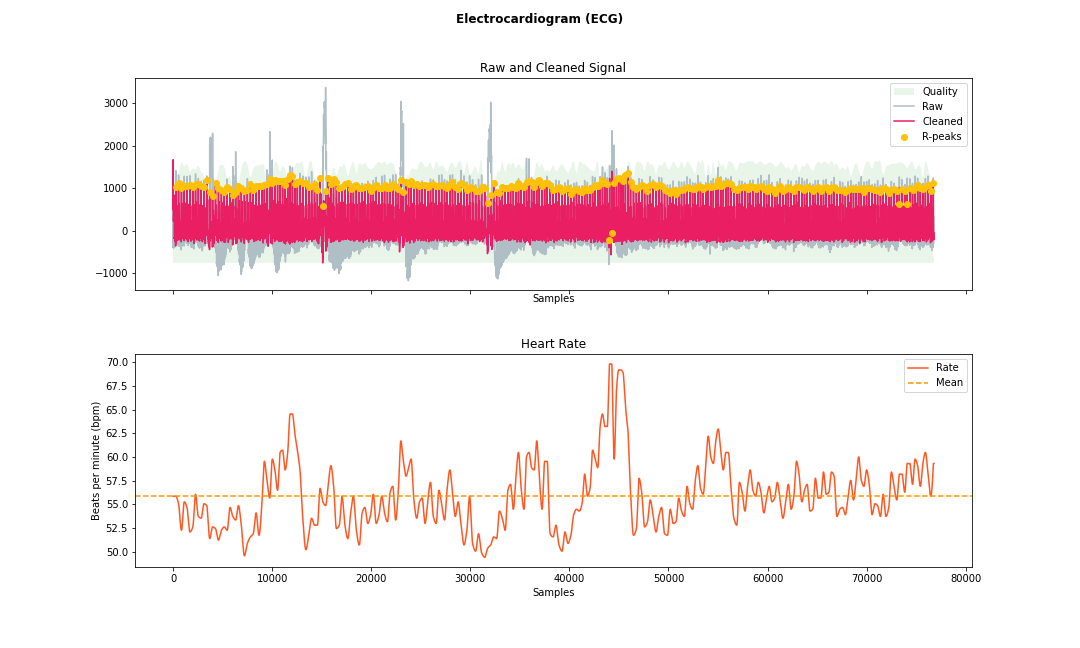 Electrocardiogram (ECG)
Raw and Cleaned Signal
3000
2000
1000
0
−1000
Quality
Raw
Cleaned
R-peaks
Samples
Heart Rate
70.0
67.5
65.0
62.5
60.0
57.5
55.0
52.5
50.0
Beats per minute (bpm)
Rate
Mean
0
10000
20000
30000
40000
50000
60000
70000
80000
Samples